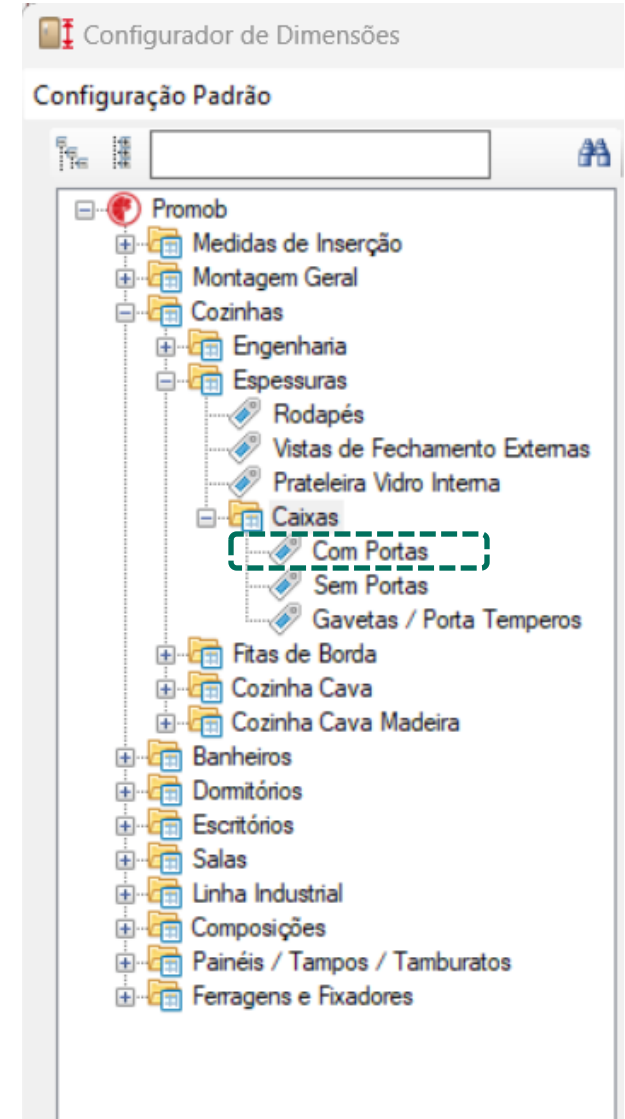 Configurador de Dimensões
Configuração Padrão
Promob
Medidas de Inserção
Montagem Geral
Cozinhas
Engenharia
Espessuras
Rodapés
Vistas de Fechamento Externas
Prateleira Vidro Interna
Caixas
Com Portas
Sem Portas
Gavetas / Porta Temperos
Fitas de Borda
Cozinha Cava
Cozinha Cava Madeira
Banheiros
Dormitórios
Escritórios
Salas
Linha Industrial
Composições
Painéis / Tampos / Tamburatos
Ferragens e Fixadores